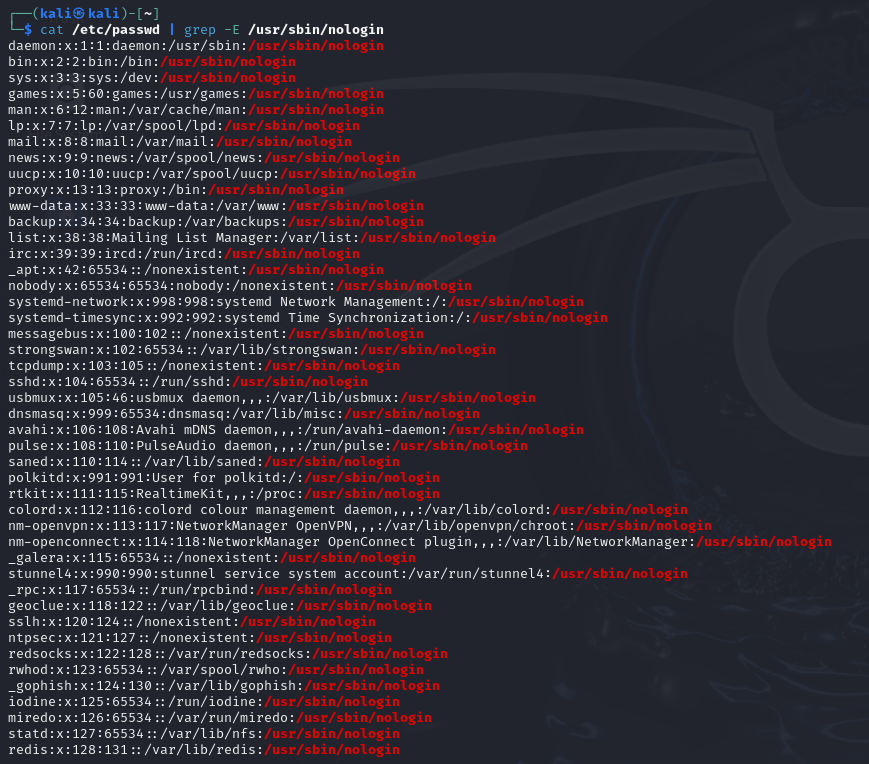 ┌──(kali㉿kali)-[~]
└─$ cat /etc/passwd | grep -E /usr/sbin/nologin
daemon:x:1:1:daemon:/usr/sbin:/usr/sbin/nologin
bin:x:2:2:bin:/bin:/usr/sbin/nologin
sys:x:3:3:sys:/dev:/usr/sbin/nologin
games:x:5:60:games:/usr/games:/usr/sbin/nologin
man:x:6:12:man:/var/cache/man:/usr/sbin/nologin
lp:x:7:7:lp:/var/spool/lpd:/usr/sbin/nologin
mail:x:8:8:mail:/var/mail:/usr/sbin/nologin
news:x:9:9:news:/var/spool/news:/usr/sbin/nologin
uucp:x:10:10:uucp:/var/spool/uucp:/usr/sbin/nologin
proxy:x:13:13:proxy:/bin:/usr/sbin/nologin
www-data:x:33:33:www-data:/var/www:/usr/sbin/nologin
backup:x:34:34:backup:/var/backups:/usr/sbin/nologin
list:x:38:38:Mailing List Manager:/var/list:/usr/sbin/nologin
irc:x:39:39:ircd:/run/ircd:/usr/sbin/nologin
_apt:x:42:65534::/nonexistent:/usr/sbin/nologin
nobody:x:65534:65534:nobody:/nonexistent:/usr/sbin/nologin
systemd-network:x:998:998:systemd Network Management:/:/usr/sbin/nologin
systemd-timesync:x:992:992:systemd Time Synchronization:/:/usr/sbin/nologin
messagebus:x:100:102::/nonexistent:/usr/sbin/nologin
strongswan:x:102:65534::/var/lib/strongswan:/usr/sbin/nologin
tcpdump:x:103:105::/nonexistent:/usr/sbin/nologin
sshd:x:104:65534::/run/sshd:/usr/sbin/nologin
usbmux:x:105:46:usbmux daemon,,,:/var/lib/usbmux:/usr/sbin/nologin
dnsmasq:x:999:65534:dnsmasq:/var/lib/misc:/usr/sbin/nologin
avahi:x:106:108:Avahi mDNS daemon,,,:/run/avahi-daemon:/usr/sbin/nologin
pulse:x:108:110:PulseAudio daemon,,,:/run/pulse:/usr/sbin/nologin
saned:x:110:114::/var/lib/saned:/usr/sbin/nologin
polkitd:x:991:991:User for polkitd:/:/usr/sbin/nologin
rtkit:x:111:115:RealtimeKit,,,:/proc:/usr/sbin/nologin
colord:x:112:116:colord colour management daemon,,,:/var/lib/colord:/usr/sbin/nologin
nm-openvpn:x:113:117:NetworkManager OpenVPN,,,:/var/lib/openvpn/chroot:/usr/sbin/nologin
nm-openconnect:x:114:118:NetworkManager OpenConnect plugin,,,:/var/lib/NetworkManager:/usr/sbin/nologin
_galera:x:115:65534::/nonexistent:/usr/sbin/nologin
stunnel4:x:990:990:stunnel service system account:/var/run/stunnel4:/usr/sbin/nologin
_rpc:x:117:65534::/run/rpcbind:/usr/sbin/nologin
geoclue:x:118:122::/var/lib/geoclue:/usr/sbin/nologin
sslh:x:120:124::/nonexistent:/usr/sbin/nologin
ntpsec:x:121:127::/nonexistent:/usr/sbin/nologin
redsocks:x:122:128::/var/run/redsocks:/usr/sbin/nologin
rwhod:x:123:65534::/var/spool/rwho:/usr/sbin/nologin
_gophish:x:124:130::/var/lib/gophish:/usr/sbin/nologin
iodine:x:125:65534::/run/iodine:/usr/sbin/nologin
miredo:x:126:65534::/var/run/miredo:/usr/sbin/nologin
statd:x:127:65534::/var/lib/nfs:/usr/sbin/nologin
redis:x:128:131::/var/lib/redis:/usr/sbin/nologin